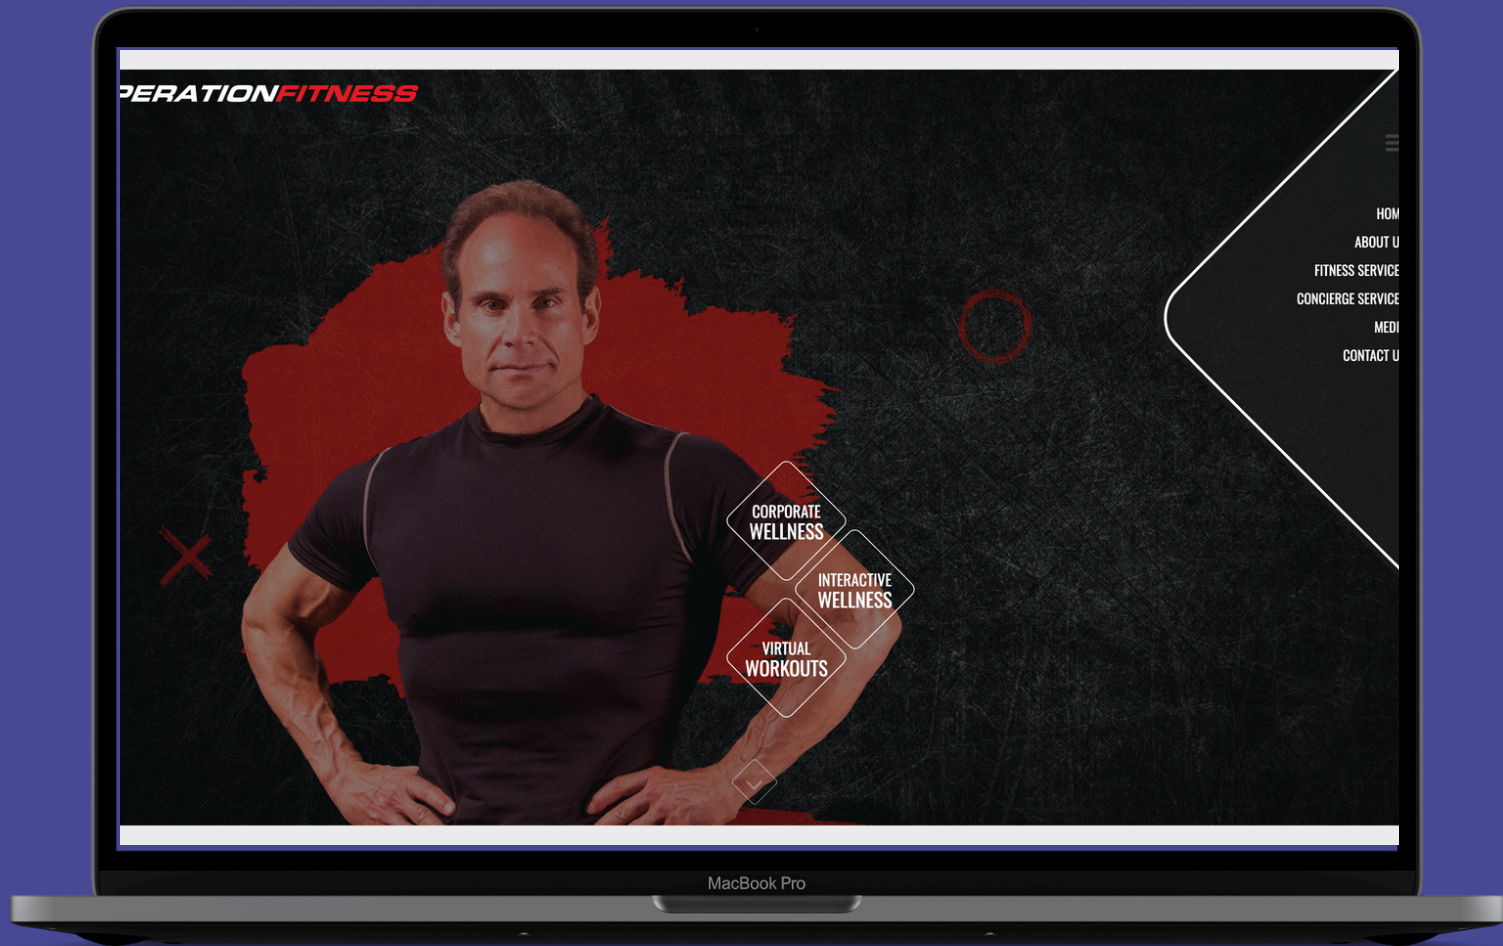 PERATIONFITNESS
HOM
ABOUT U
FITNESS SERVICE
CONCIERGE SERVICE
MEDI
CONTACT U
CORPORATE
WELLNESS
INTERACTIVE
WELLNESS
VIRTUAL
WORKOUTS
MacBook Pro